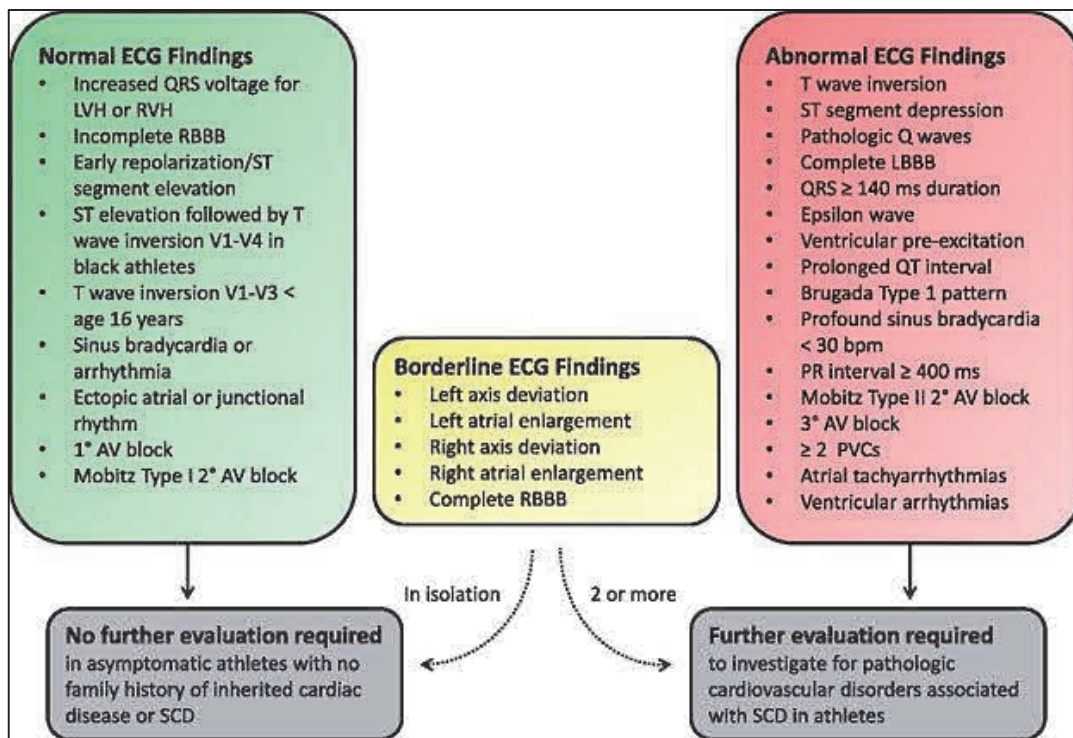 Normal ECG Findings
• Increased QRS voltage for
LVH or RVH
• Incomplete RBBB
• Early repolarization/ST
segment elevation
• ST elevation followed by T
wave inversion V1-V4 in
black athletes
• T wave inversion V1-V3 <
age 16 years
• Sinus bradycardia or
arrhythmia
• Ectopic atrial or junctional
rhythm
• 1° AV block
• Mobitz Type I 2° AV block
Borderline ECG Findings
• Left axis deviation
• Left atrial enlargement
• Right axis deviation
• Right atrial enlargement
• Complete RBBB
Abnormal ECG Findings
• T wave inversion
• ST segment depression
• Pathologic Q waves
• Complete LBBB
• QRS ≥ 140 ms duration
• Epsilon wave
• Ventricular pre-excitation
• Prolonged QT interval
• Brugada Type 1 pattern
• Profound sinus bradycardia
< 30 bpm
• PR interval ≥ 400 ms
• Mobitz Type II 2° AV block
• 3° AV block
• ≥ 2 PVCs
• Atrial tachyarrhythmias
• Ventricular arrhythmias
In isolation
2 or more
No further evaluation required
in asymptomatic athletes with no
family history of inherited cardiac
disease or SCD
Further evaluation required
to investigate for pathologic
cardiovascular disorders associated
with SCD in athletes